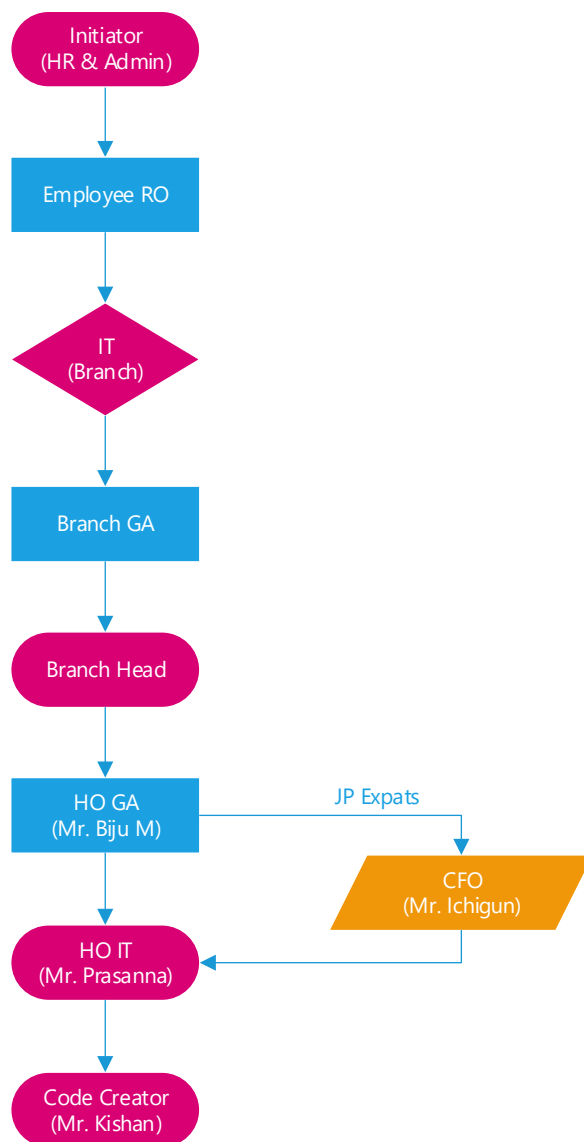 Initiator
(HR & Admin)
Employee RO
IT
(Branch)
Branch GA
Branch Head
HO GA
(Mr. Biju M)
JP Expats
CFO
(Mr. Ichigun)
HO IT
(Mr. Prasanna)
Code Creator
(Mr. Kishan)